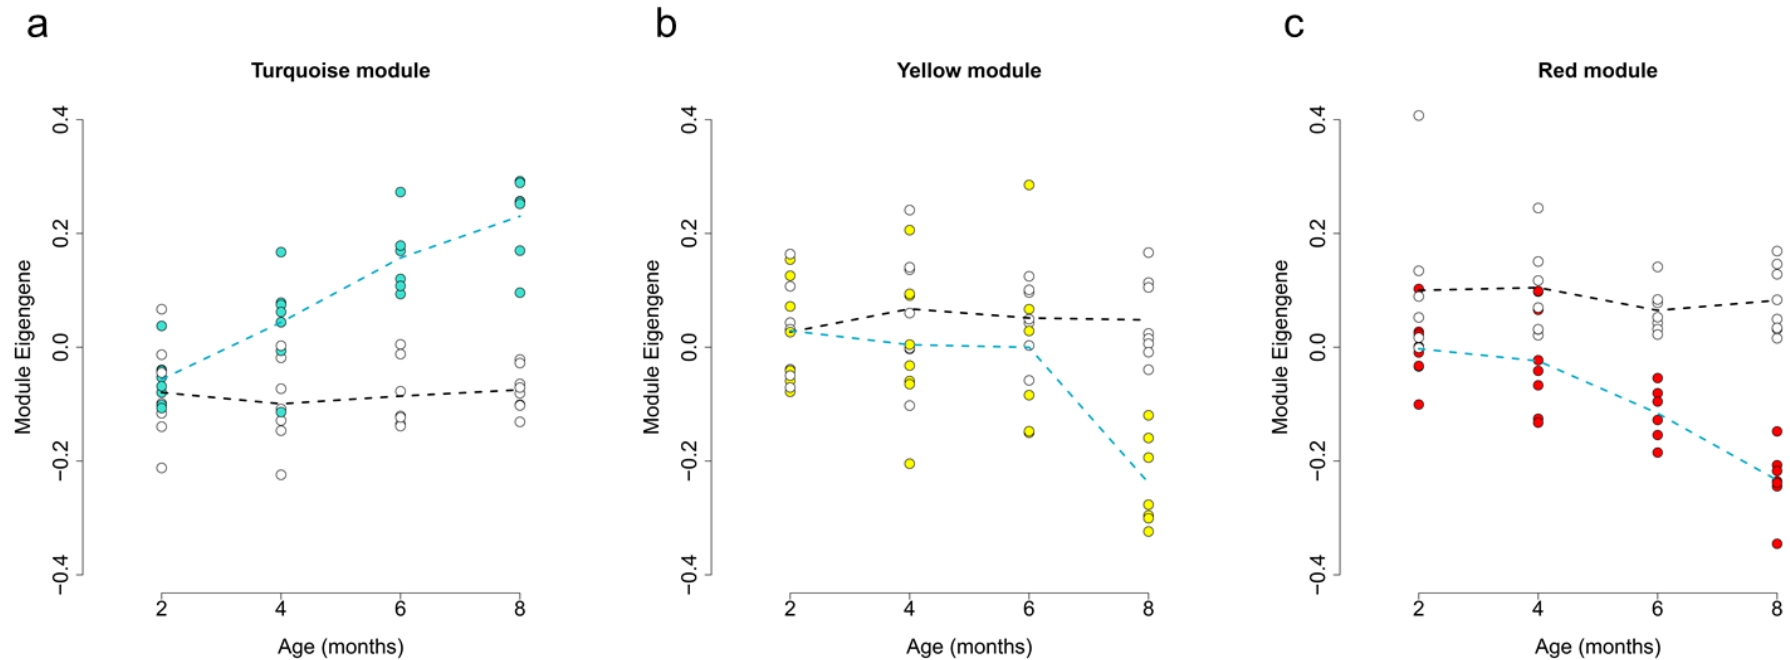 a
Turquoise module
Module Eigengene
0.4
0.2
0.0
−0.2
−0.4
2 4 6 8
Age (months)
b
Yellow module
Module Eigengene
0.4
0.2
0.0
−0.2
−0.4
2 4 6 8
Age (months)
c
Red module
Module Eigengene
0.4
0.2
0.0
−0.2
−0.4
2 4 6 8
Age (months)